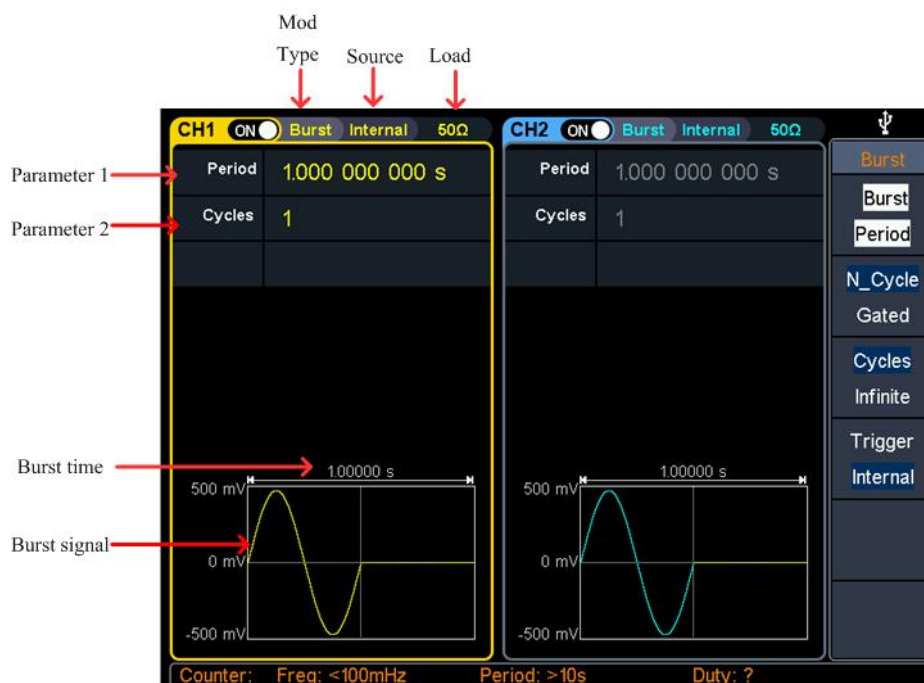 Mod
Type
Source
Load
CH1 ON Burst Internal 50Ω
CH2 ON Burst Internal 50Ω
Parameter 1
Period 1.000 000 000 s
Period 1.000 000 000 s
Parameter 2
Cycles 1
Cycles 1
Burst
Burst
Period
N_Cycle
Gated
Cycles
Infinite
Trigger
Internal
Burst time
1.00000 s
1.00000 s
500 mV
500 mV
Burst signal
0 mV
0 mV
-500 mV
-500 mV
Counter: Freq: <100mHz Period: >10s Duty: ?